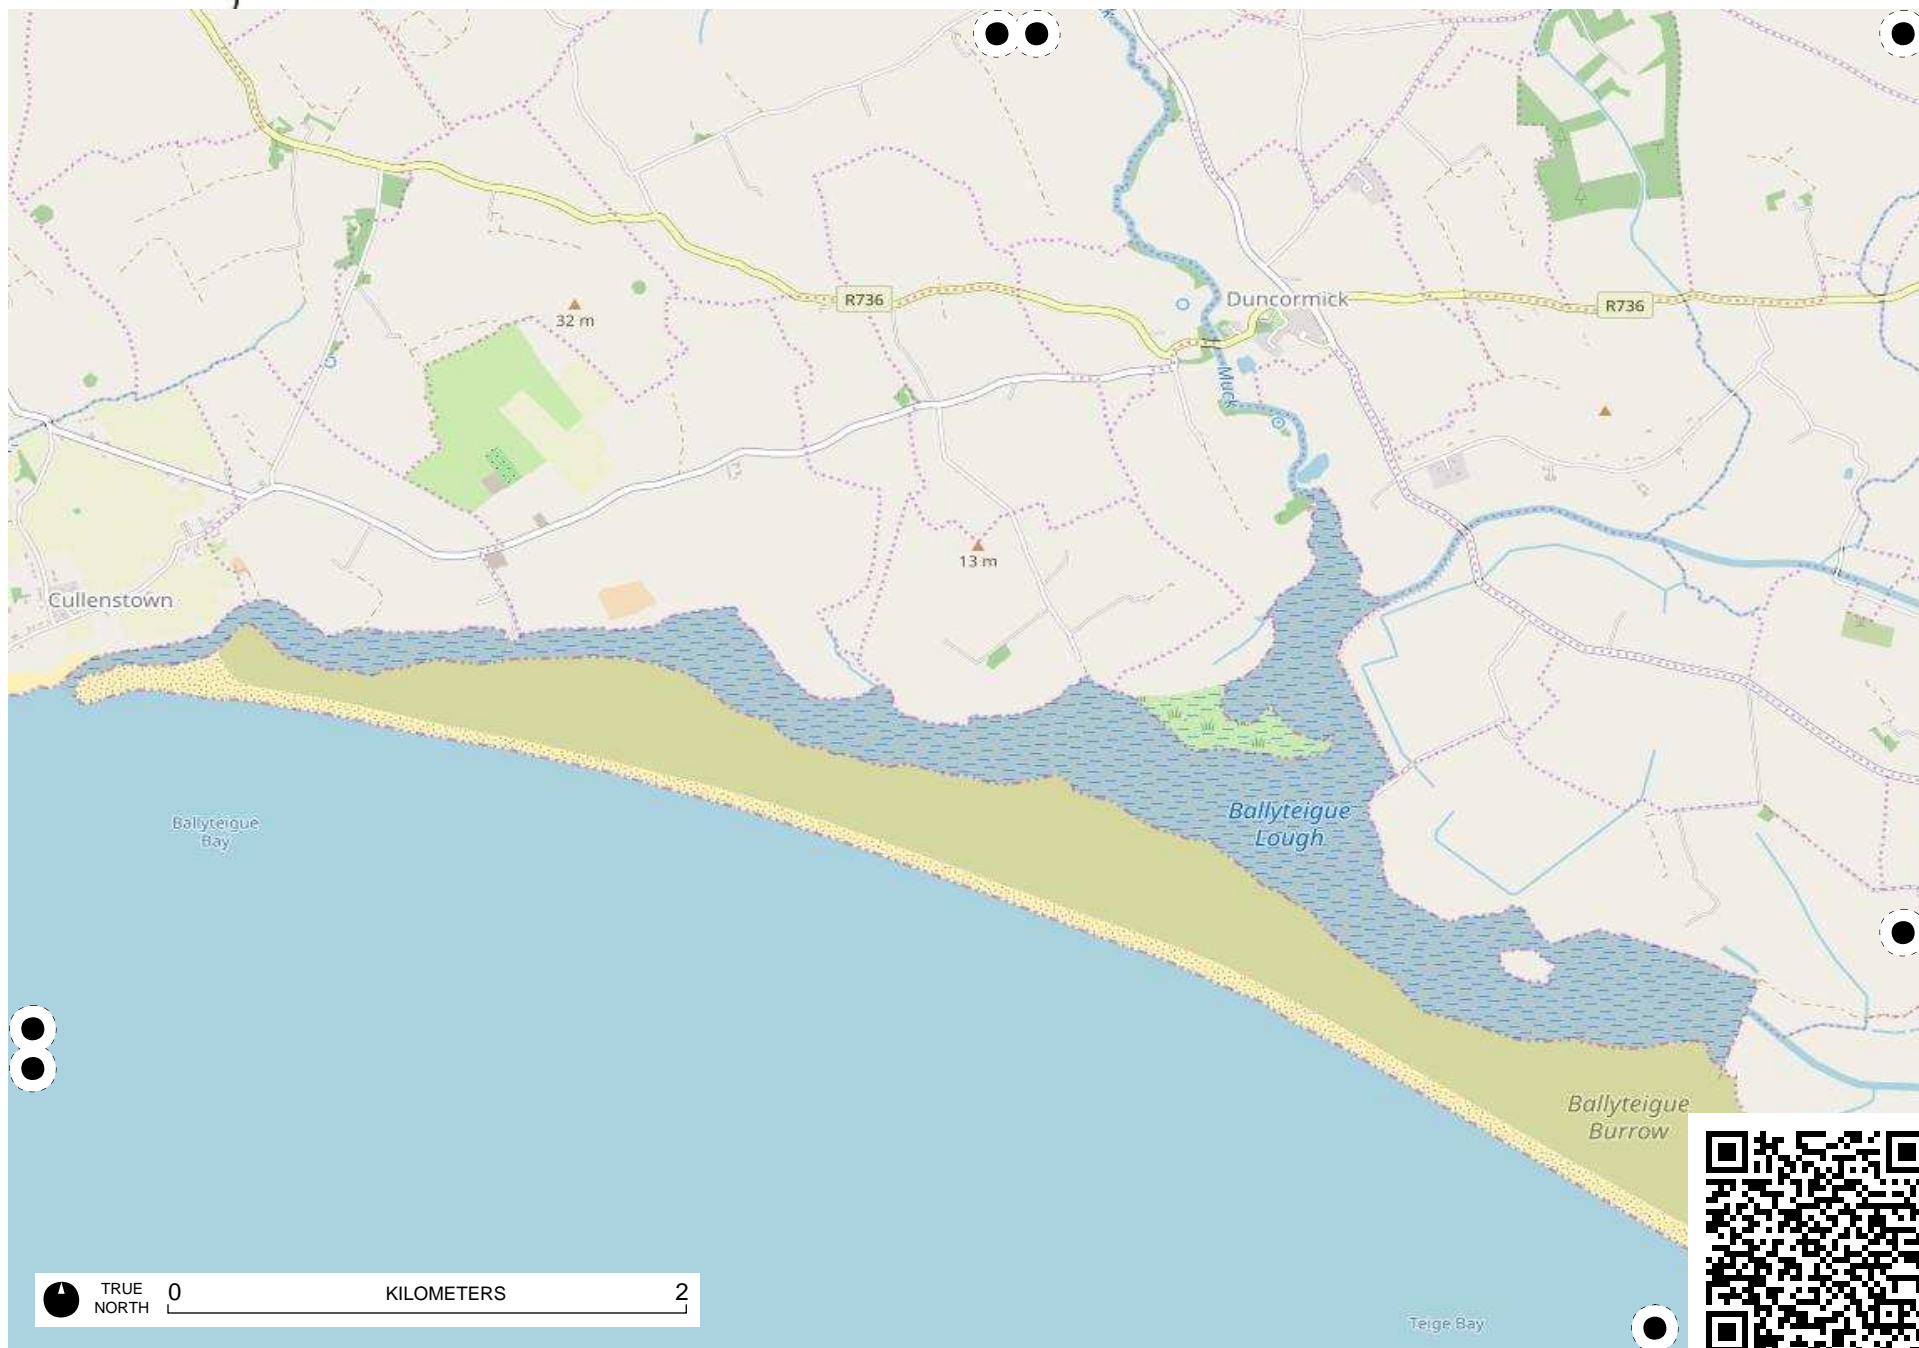 R736
Duncormick
R736
32 m
Muck
13 m
Cullenstown
Ballyteigue
Lough
Ballyteigue
Bay
Ballyteigue
Burrow
TRUE
NORTH
0 KILOMETERS 2
Teige Bay